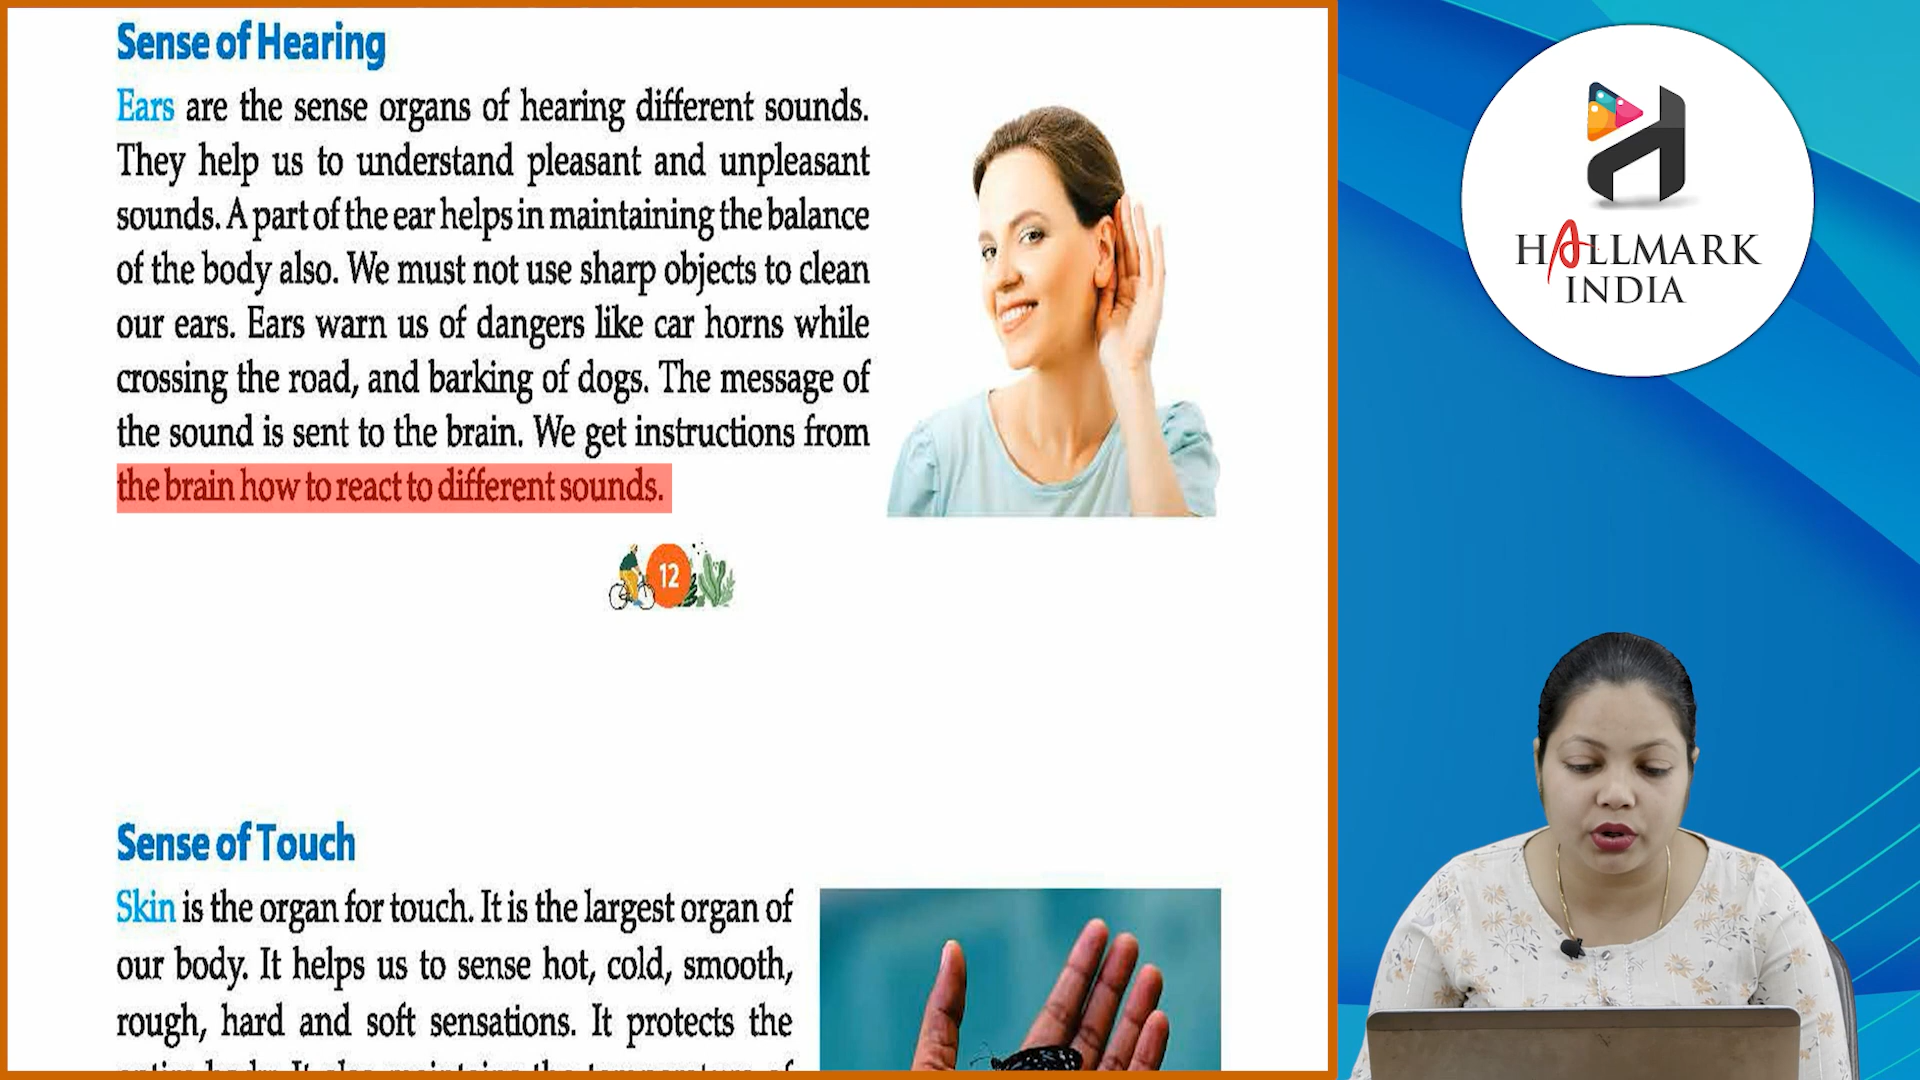 Sense of Hearing
Ears are the sense organs of hearing different sounds.
They help us to understand pleasant and unpleasant
sounds. A part of the ear helps in maintaining the balance
of the body also. We must not use sharp objects to clean
our ears. Ears warn us of dangers like car horns while
crossing the road, and barking of dogs. The message of
the sound is sent to the brain. We get instructions from
the brain how to react to different sounds.
12
Sense of Touch
Skin is the organ for touch. It is the largest organ of
our body. It helps us to sense hot, cold, smooth,
rough, hard and soft sensations. It protects the
HALLMARK
INDIA